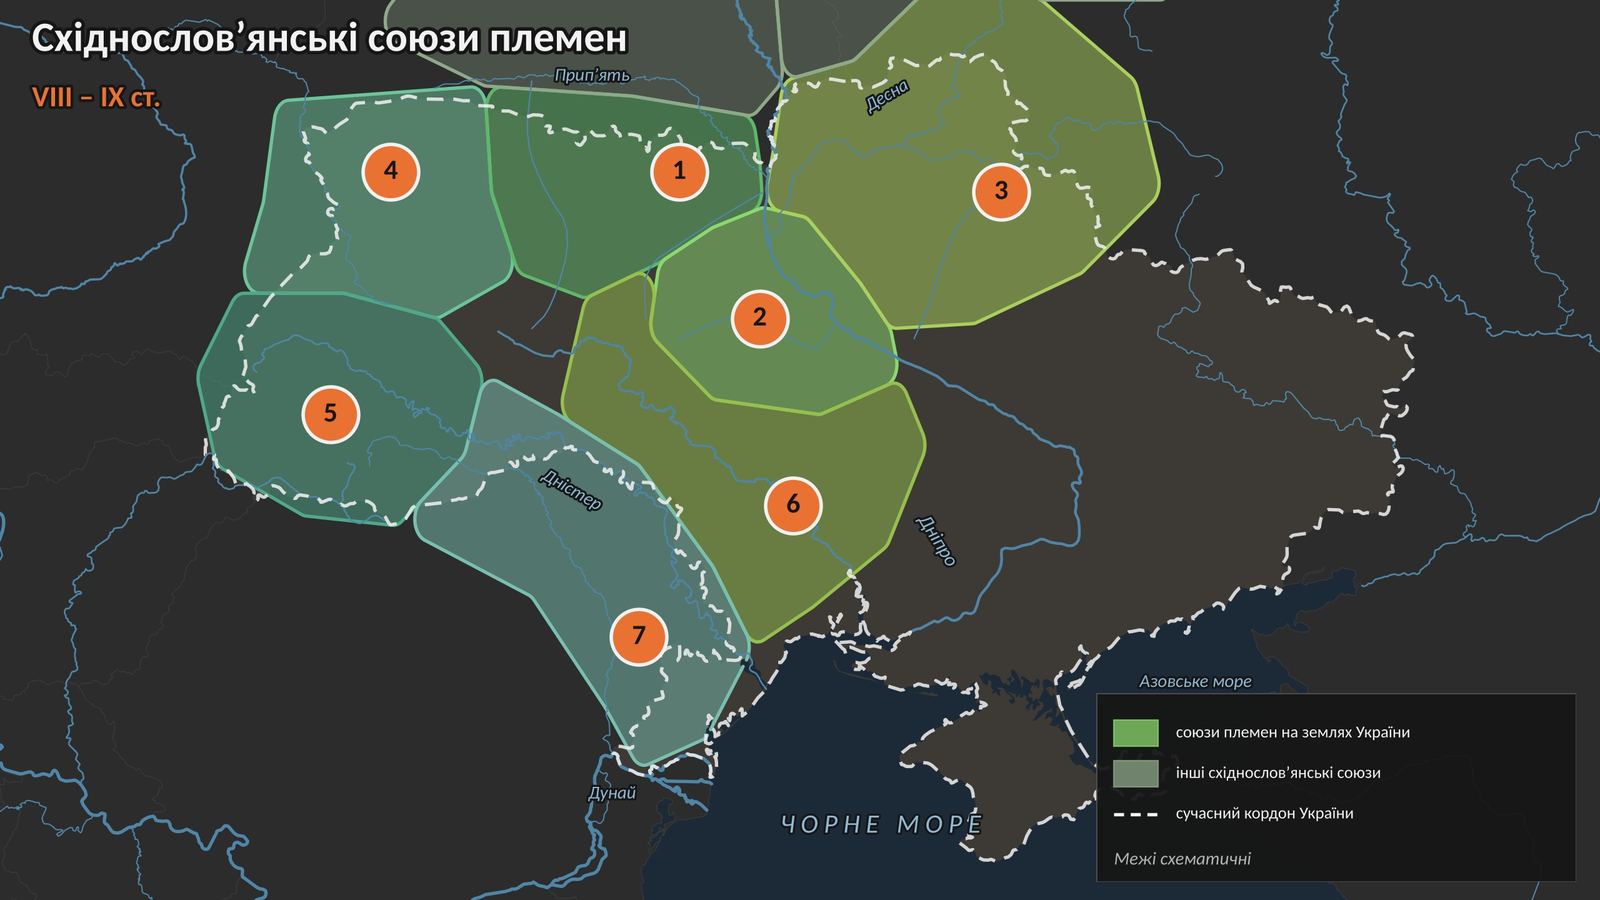 Східнослов’янські союзи племен
VIII – IX ст.
Прип’ять
Десна
4
1
3
2
5
Дністер
6
Дніпро
7
Азовське море
Дунай
ЧОРНЕ МОРЕ
союзи племен на землях України
інші східнослов’янські союзи
сучасний кордон України
Межі схематичні